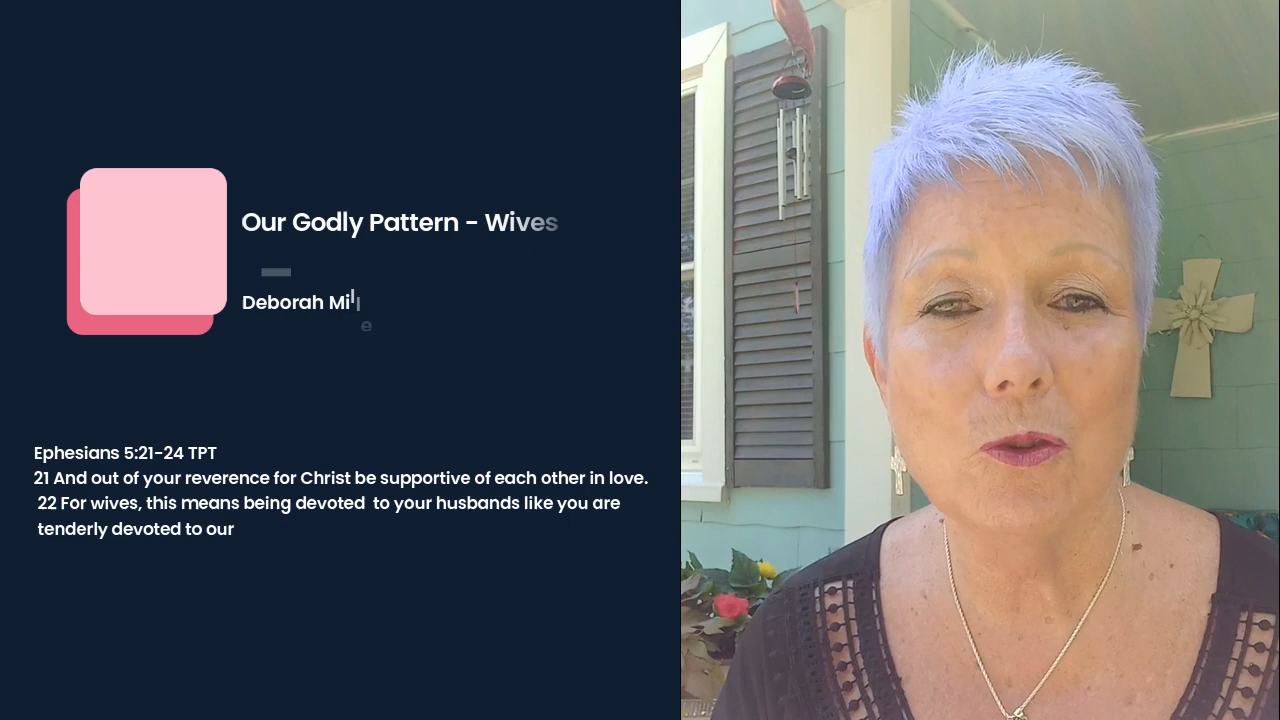 Our Godly Pattern - Wives
Deborah Mille
Ephesians 5:21-24 TPT
21 And out of your reverence for Christ be supportive of each other in love.
22 For wives, this means being devoted to your husbands like you are
tenderly devoted to our